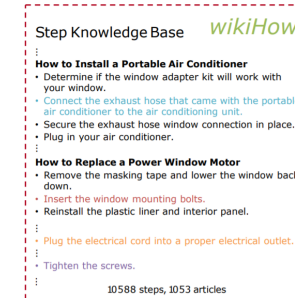 Step Knowledge Base wikiHow
⋮
How to Install a Portable Air Conditioner
• Determine if the window adapter kit will work with
your window.
• Connect the exhaust hose that came with the portable
air conditioner to the air conditioning unit.
• Secure the exhaust hose window connection in place.
• Plug in your air conditioner.
⋮
How to Replace a Power Window Motor
• Remove the masking tape and lower the window back
down.
• Insert the window mounting bolts.
• Reinstall the plastic liner and interior panel.
⋮
• Plug the electrical cord into a proper electrical outlet.
⋮
• Tighten the screws.
⋮
10588 steps, 1053 articles